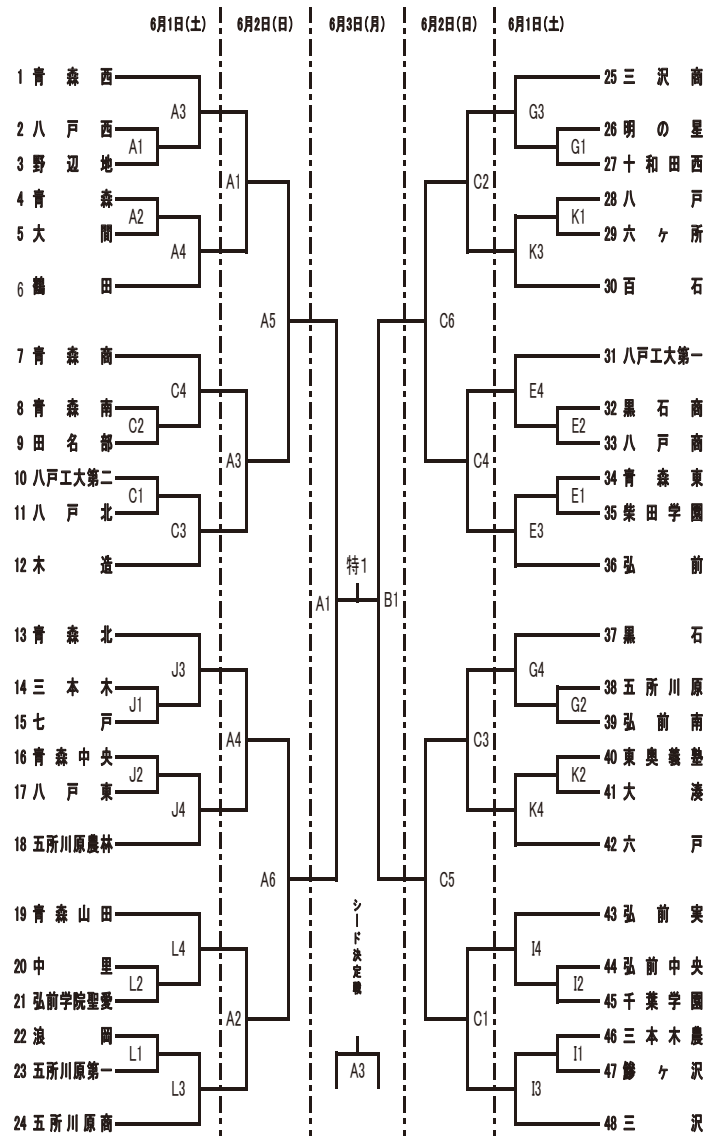 6月1日(土) 6月2日(日) 6月3日(月) 6月2日(日) 6月1日(土)
1 青森西
A3
2 八戸西
A1
3 野辺地
A1
4 青森
A2
5 大間
A4
6 鶴田
A5
7 青森商
C4
8 青森南
C2
9 田名部
A3
10 八戸工大第二
C1
11 八戸北
C3
12 木造
特1
A1
B1
13 青森北
J3
14 三本木
J1
15 七戸
A4
16 青森中央
J2
17 八戸東
J4
18 五所川原農林
A6
19 青森山田
L4
20 中里
L2
21 弘前学院聖愛
A2
22 浪岡
L1
23 五所川原第一
L3
24 五所川原商
シード決定戦
A3
25 三沢商
G3
26 明の星
G1
27 十和田西
C2
28 八戸
K1
29 六ヶ所
K3
30 百石
C6
31 八戸工大第一
E4
32 黒石商
E2
33 八戸商
C4
34 青森東
E1
35 柴田学園
E3
36 弘前
37 黒石
G4
38 五所川原
G2
39 弘前南
C3
40 東奥義塾
K2
41 大湊
K4
42 六戸
C5
43 弘前実
I4
44 弘前中央
I2
45 千葉学園
C1
46 三本木農
I1
47 鰺ヶ沢
I3
48 三沢